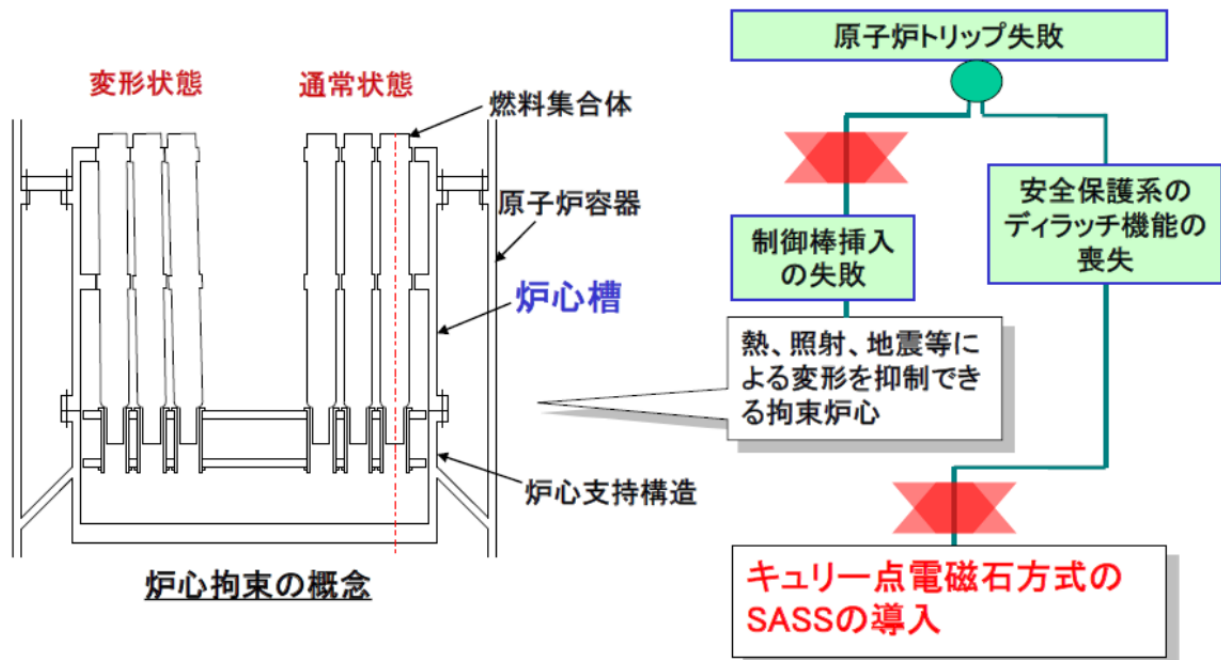 変形状態
通常状態
燃料集合体
原子炉容器
炉心槽
炉心支持構造
炉心拘束の概念
原子炉トリップ失敗
制御棒挿入
の失敗
安全保護系の
ディラッチ機能の
喪失
熱、照射、地震等に
よる変形を抑制でき
る拘束炉心
キュリー点電磁石方式の
SASSの導入